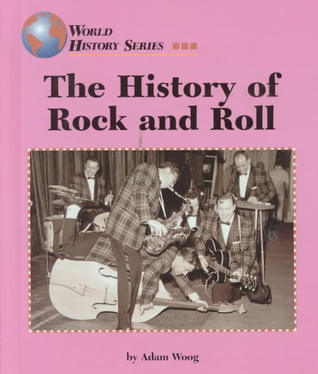 WORLD
HISTORY SERIES
The History of
Rock and Roll
by Adam Woog